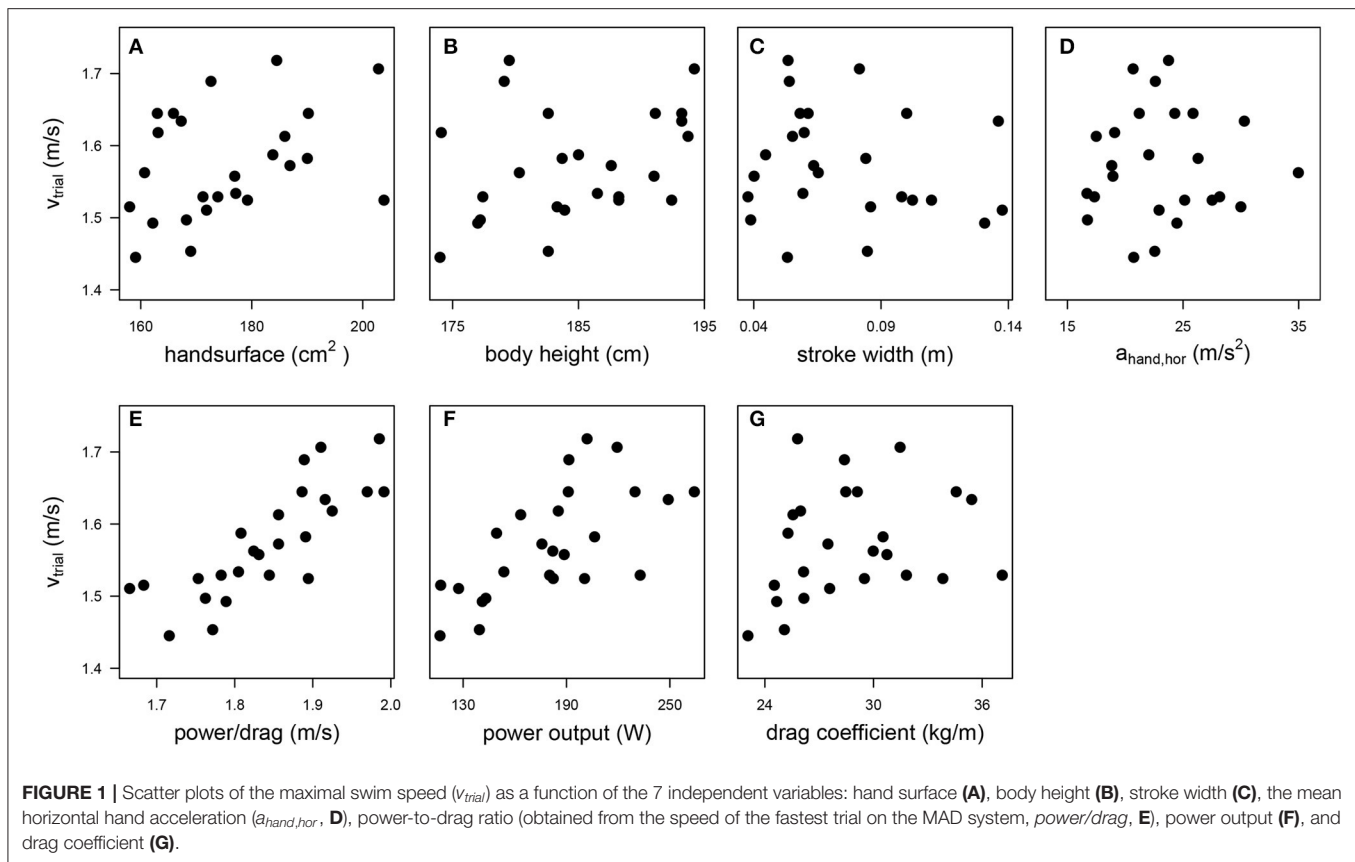 A
B
C
D
1.7
1.6
1.5
1.4
v_trial (m/s)
160 180 200
175 185 195
0.04 0.09 0.14
15 25 35
handsurface (cm² )
body height (cm)
stroke width (m)
a_hand,hor (m/s²)
E
F
G
1.7
1.6
1.5
1.4
v_trial (m/s)
1.7 1.8 1.9 2.0
130 190 250
24 30 36
power/drag (m/s)
power output (W)
drag coefficient (kg/m)
FIGURE 1 | Scatter plots of the maximal swim speed (v_trial) as a function of the 7 independent variables: hand surface (A), body height (B), stroke width (C), the mean
horizontal hand acceleration (a_hand,hor, D), power-to-drag ratio (obtained from the speed of the fastest trial on the MAD system, power/drag, E), power output (F), and
drag coefficient (G).